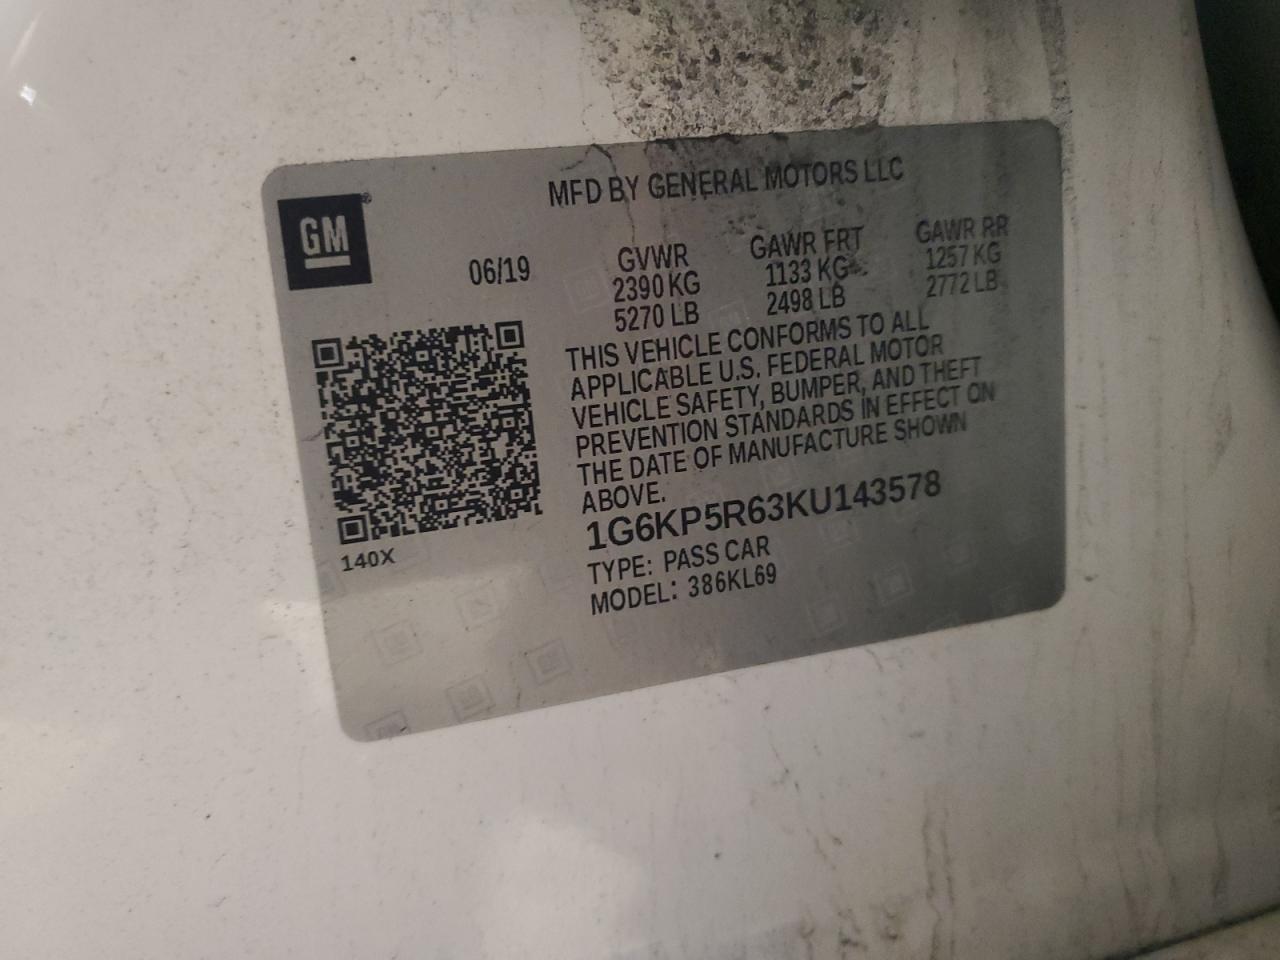 MFD BY GENERAL MOTORS LLC
GM®
06/19
GVWR GAWR FRT GAWR RR
2390 KG 1133 KG 1257 KG
5270 LB 2498 LB 2772 LB
THIS VEHICLE CONFORMS TO ALL
APPLICABLE U.S. FEDERAL MOTOR
VEHICLE SAFETY, BUMPER, AND THEFT
PREVENTION STANDARDS IN EFFECT ON
THE DATE OF MANUFACTURE SHOWN
ABOVE.
1G6KP5R63KU143578
TYPE: PASS CAR
MODEL: 386KL69
140X